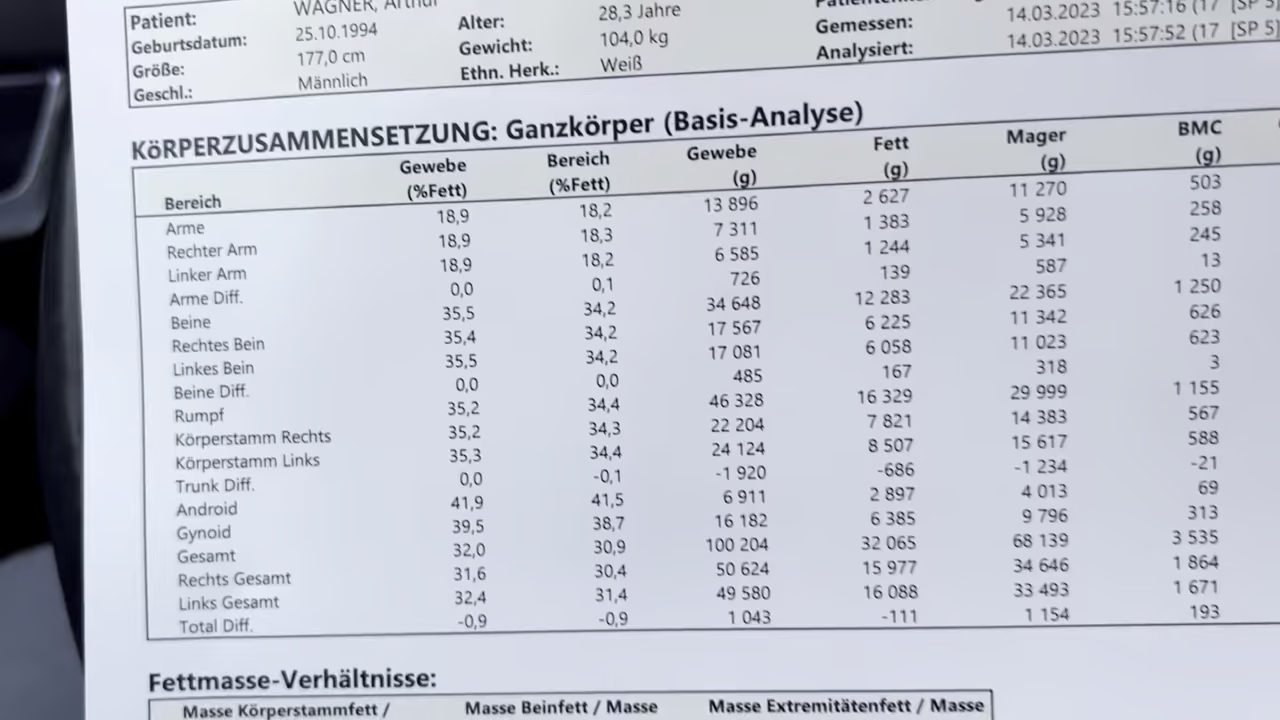 Patient: WAGNER, Arthur
Geburtsdatum: 25.10.1994 Alter: 28,3 Jahre Gemessen: 14.03.2023 15:57:16 (17 [SP 5]
Größe: 177,0 cm Gewicht: 104,0 kg Analysiert: 14.03.2023 15:57:52 (17 [SP 5]
Geschl.: Männlich Ethn. Herk.: Weiß
KöRPERZUSAMMENSETZUNG: Ganzkörper (Basis-Analyse)
Gewebe Bereich Gewebe Fett Mager BMC
Bereich (%Fett) (%Fett) (g) (g) (g) (g)
Arme 18,9 18,2 13 896 2 627 11 270 503
Rechter Arm 18,9 18,3 7 311 1 383 5 928 258
Linker Arm 18,9 18,2 6 585 1 244 5 341 245
Arme Diff. 0,0 0,1 726 139 587 13
Beine 35,5 34,2 34 648 12 283 22 365 1 250
Rechtes Bein 35,4 34,2 17 567 6 225 11 342 626
Linkes Bein 35,5 34,2 17 081 6 058 11 023 623
Beine Diff. 0,0 0,0 485 167 318 3
Rumpf 35,2 34,4 46 328 16 329 29 999 1 155
Körperstamm Rechts 35,2 34,3 22 204 7 821 14 383 567
Körperstamm Links 35,3 34,4 24 124 8 507 15 617 588
Trunk Diff. 0,0 -0,1 -1 920 -686 -1 234 -21
Android 41,9 41,5 6 911 2 897 4 013 69
Gynoid 39,5 38,7 16 182 6 385 9 796 313
Gesamt 32,0 30,9 100 204 32 065 68 139 3 535
Rechts Gesamt 31,6 30,4 50 624 15 977 34 646 1 864
Links Gesamt 32,4 31,4 49 580 16 088 33 493 1 671
Total Diff. -0,9 -0,9 1 043 -111 1 154 193
Fettmasse-Verhältnisse:
Masse Körperstammfett / Masse Beinfett / Masse Masse Extremitätenfett / Masse